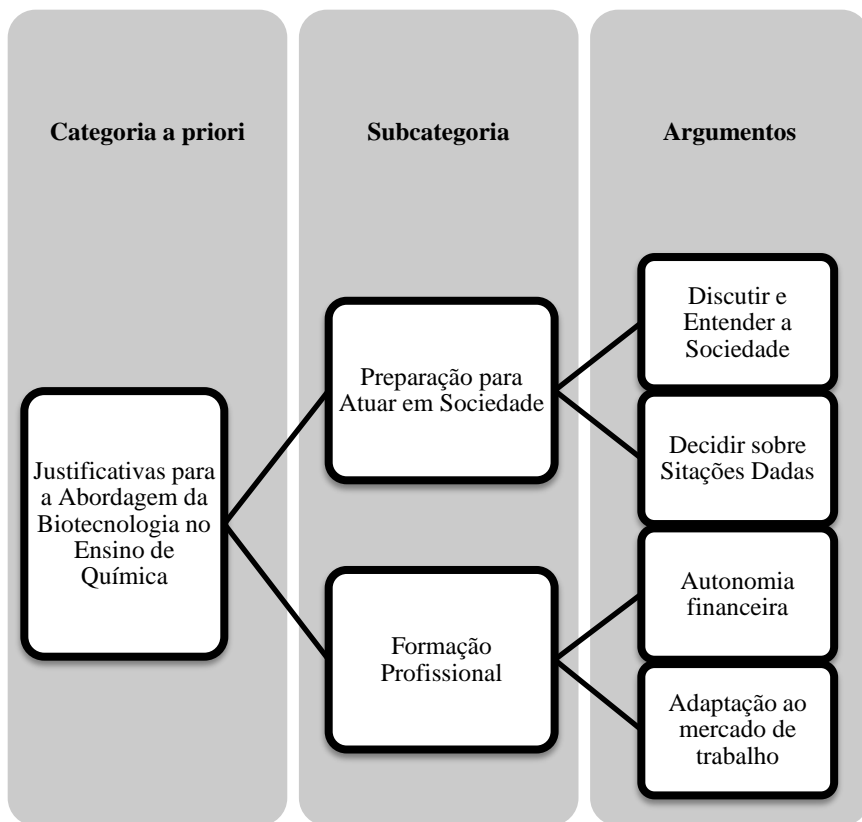 Categoria a priori
Subcategoria
Argumentos
Justificativas para
a Abordagem da
Biotecnologia no
Ensino de
Química
Preparação para
Atuar em Sociedade
Formação
Profissional
Discutir e
Entender a
Sociedade
Decidir sobre
Sitações Dadas
Autonomia
financeira
Adaptação ao
mercado de
trabalho